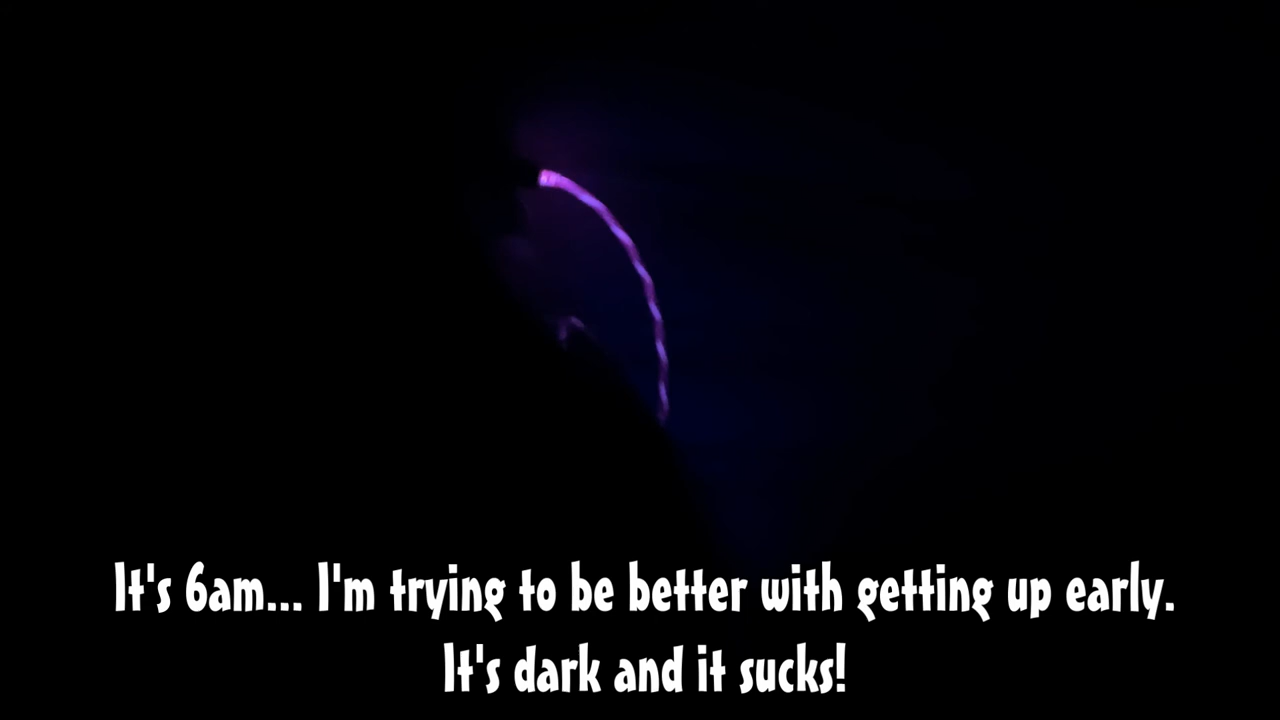 It's 6am... I'm trying to be better with getting up early.
It's dark and it sucks!